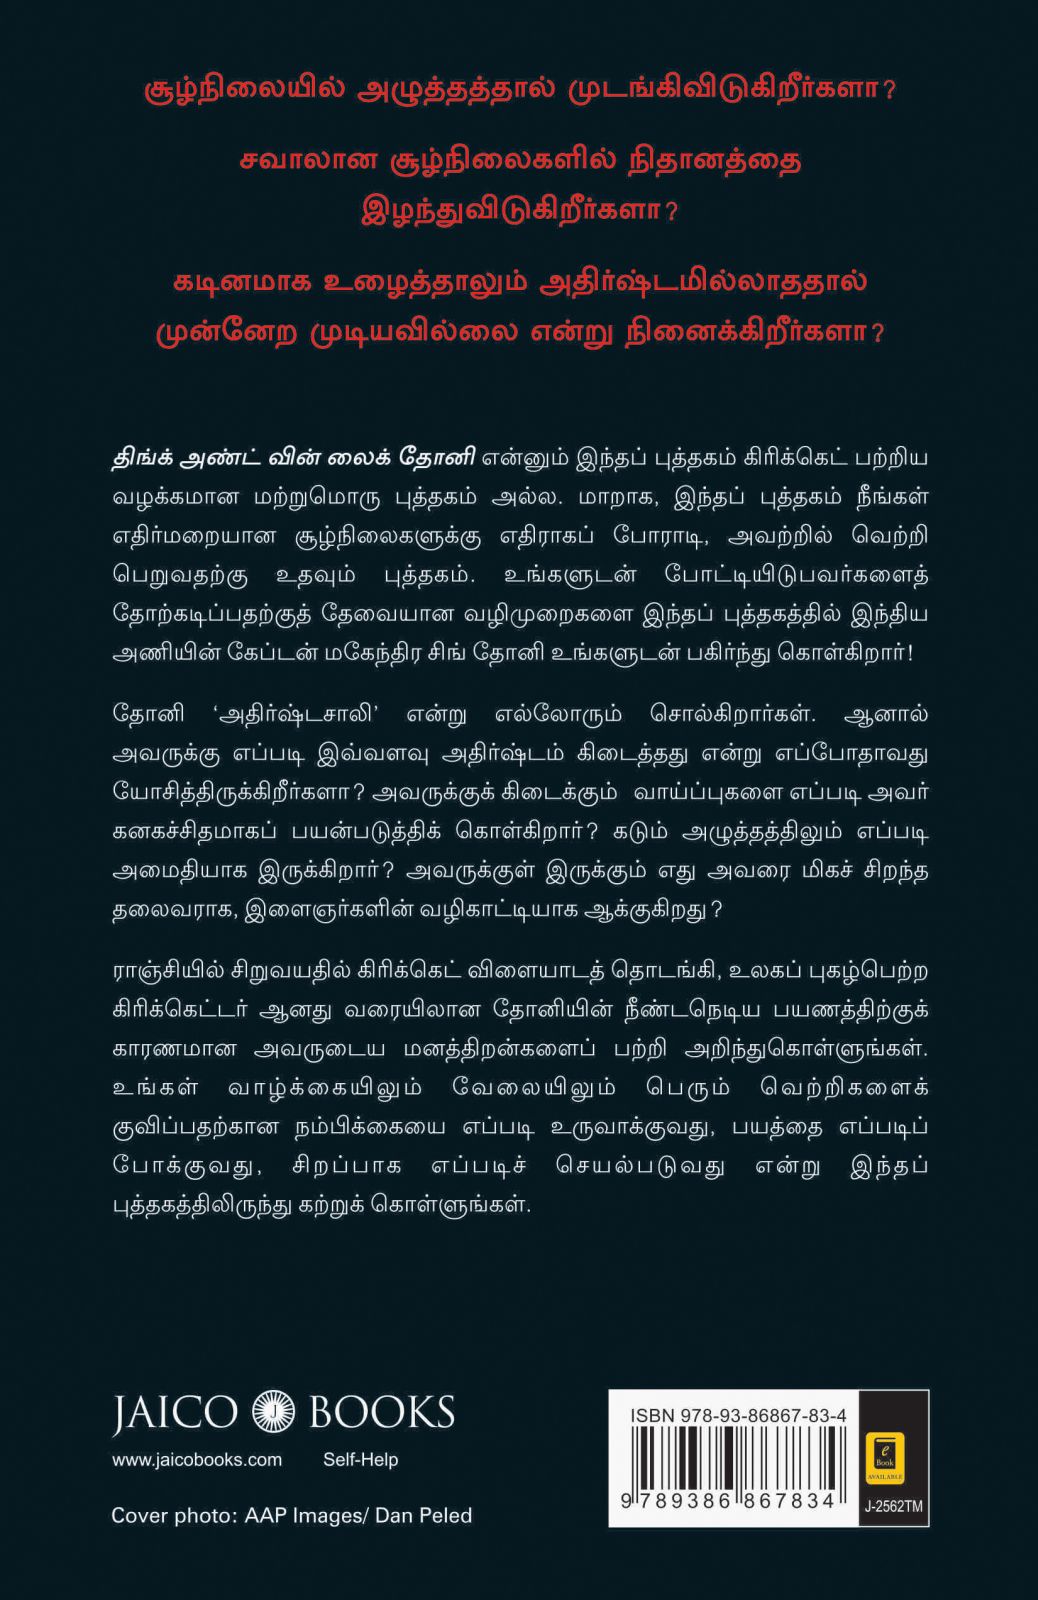 சூழ்நிலையில் அழுத்தத்தால் முடங்கிவிடுகிறீர்களா?
சவாலான சூழ்நிலைகளில் நிதானத்தை
இழந்துவிடுகிறீர்களா?
கடினமாக உழைத்தாலும் அதிர்ஷ்டமில்லாததால்
முன்னேற முடியவில்லை என்று நினைக்கிறீர்களா?
திங்க் அண்ட் வின் லைக் தோனி என்னும் இந்தப் புத்தகம் கிரிக்கெட் பற்றிய
வழக்கமான மற்றுமொரு புத்தகம் அல்ல. மாறாக, இந்தப் புத்தகம் நீங்கள்
எதிர்மறையான சூழ்நிலைகளுக்கு எதிராகப் போராடி, அவற்றில் வெற்றி
பெறுவதற்கு உதவும் புத்தகம். உங்களுடன் போட்டியிடுபவர்களைத்
தோற்கடிப்பதற்குத் தேவையான வழிமுறைகளை இந்தப் புத்தகத்தில் இந்திய
அணியின் கேப்டன் மகேந்திர சிங் தோனி உங்களுடன் பகிர்ந்து கொள்கிறார்!
தோனி ‘அதிர்ஷ்டசாலி’ என்று எல்லோரும் சொல்கிறார்கள். ஆனால்
அவருக்கு எப்படி இவ்வளவு அதிர்ஷ்டம் கிடைத்தது என்று எப்போதாவது
யோசித்திருக்கிறீர்களா? அவருக்குக் கிடைக்கும் வாய்ப்புகளை எப்படி அவர்
கனகச்சிதமாகப் பயன்படுத்திக் கொள்கிறார்? கடும் அழுத்தத்திலும் எப்படி
அமைதியாக இருக்கிறார்? அவருக்குள் இருக்கும் எது அவரை மிகச் சிறந்த
தலைவராக, இளைஞர்களின் வழிகாட்டியாக ஆக்குகிறது?
ராஞ்சியில் சிறுவயதில் கிரிக்கெட் விளையாடத் தொடங்கி, உலகப் புகழ்பெற்ற
கிரிக்கெட்டர் ஆனது வரையிலான தோனியின் நீண்டநெடிய பயணத்திற்குக்
காரணமான அவருடைய மனத்திறன்களைப் பற்றி அறிந்துகொள்ளுங்கள்.
உங்கள் வாழ்க்கையிலும் வேலையிலும் பெரும் வெற்றிகளைக்
குவிப்பதற்கான நம்பிக்கையை எப்படி உருவாக்குவது, பயத்தை எப்படிப்
போக்குவது, சிறப்பாக எப்படிச் செயல்படுவது என்று இந்தப்
புத்தகத்திலிருந்து கற்றுக் கொள்ளுங்கள்.
JAICO J BOOKS
www.jaicobooks.com Self-Help
Cover photo: AAP Images/ Dan Peled
ISBN 978-93-86867-83-4
9 789386 867834
e
Book
AVAILABLE
J-2562TM